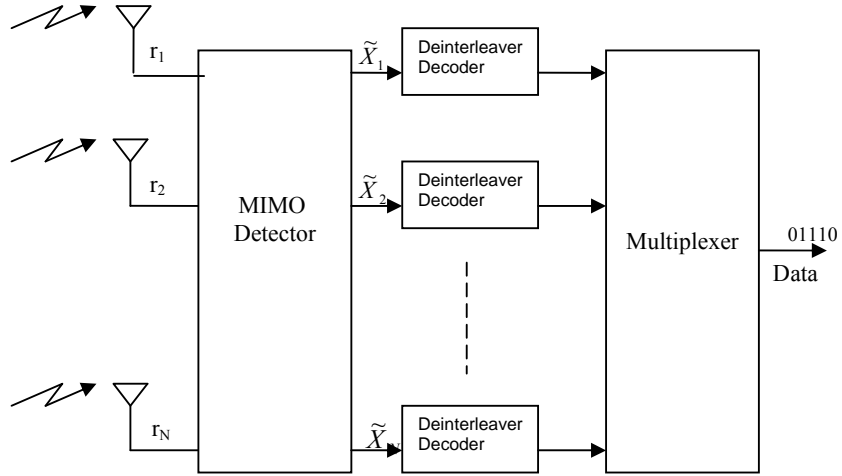 r1
X̃1
Deinterleaver
Decoder
r2
X̃2
Deinterleaver
Decoder
MIMO
Detector
Multiplexer
01110
Data
rN
X̃
Deinterleaver
Decoder